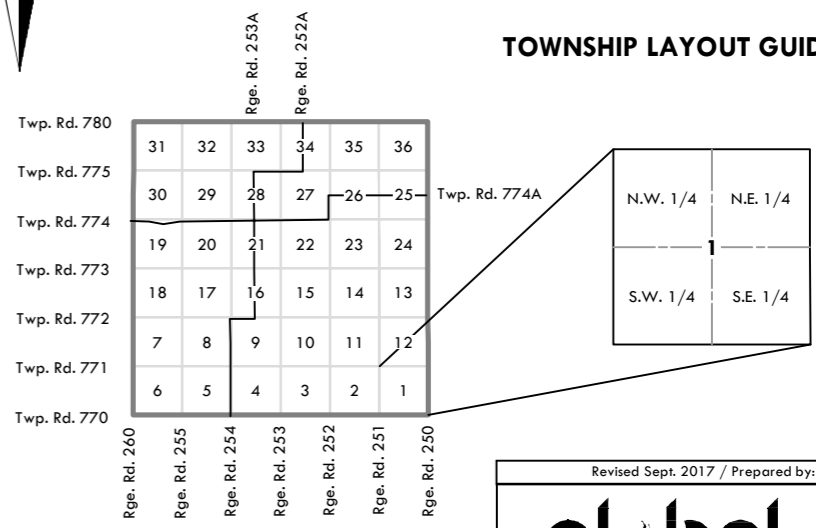 TOWNSHIP LAYOUT GUID
Rge. Rd. 253A
Rge. Rd. 252A
Twp. Rd. 780
31 32 33 34 35 36
Twp. Rd. 775
30 29 28 27 26 25 Twp. Rd. 774A
Twp. Rd. 774
19 20 21 22 23 24
Twp. Rd. 773
18 17 16 15 14 13
Twp. Rd. 772
7 8 9 10 11 12
Twp. Rd. 771
6 5 4 3 2 1
Twp. Rd. 770
Rge. Rd. 260
Rge. Rd. 255
Rge. Rd. 254
Rge. Rd. 253
Rge. Rd. 252
Rge. Rd. 251
Rge. Rd. 250
N.W. 1/4 N.E. 1/4
1
S.W. 1/4 S.E. 1/4
Revised Sept. 2017 / Prepared by: